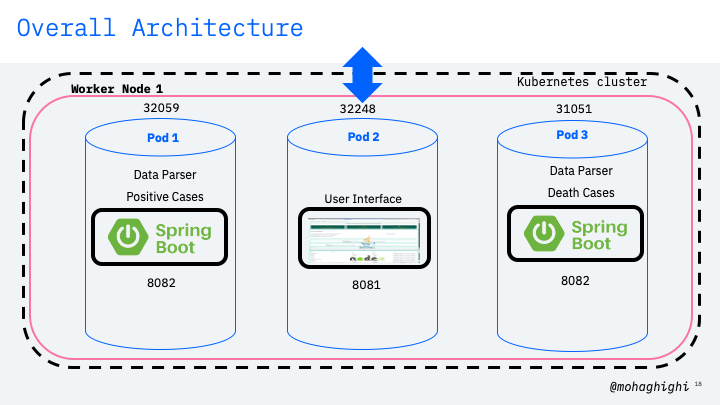 Overall Architecture
Kubernetes cluster
Worker Node 1
32059
32248
31051
Pod 1
Pod 2
Pod 3
Data Parser
Positive Cases
User Interface
Data Parser
Death Cases
Spring
Boot
node
Spring
Boot
8082
8081
8082
@mohaghighi 18